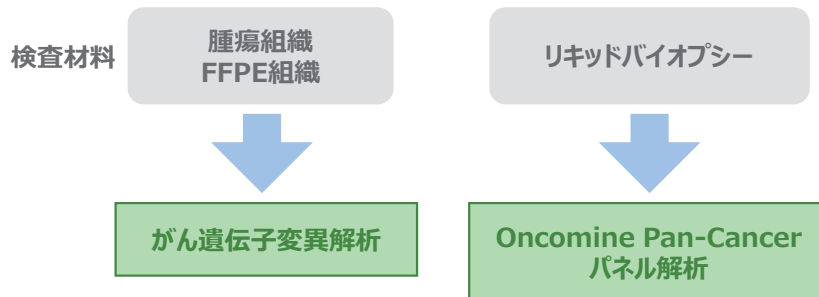 検査材料
腫瘍組織
FFPE組織
リキッドバイオプシー
がん遺伝子変異解析
Oncomine Pan-Cancer
パネル解析